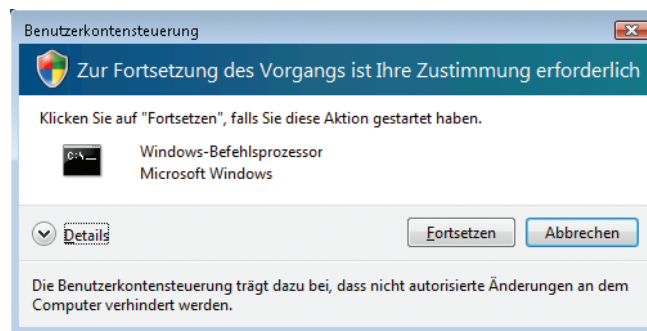 Benutzerkontensteuerung
Zur Fortsetzung des Vorgangs ist Ihre Zustimmung erforderlich
Klicken Sie auf "Fortsetzen", falls Sie diese Aktion gestartet haben.
C:\_
Windows-Befehlsprozessor
Microsoft Windows
Details
Fortsetzen
Abbrechen
Die Benutzerkontensteuerung trägt dazu bei, dass nicht autorisierte Änderungen an dem
Computer verhindert werden.